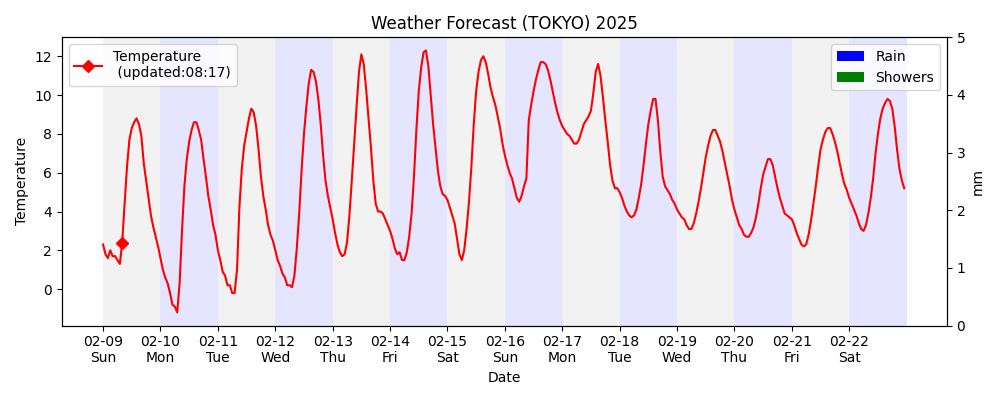 Weather Forecast (TOKYO) 2025
Temperature
(updated:08:17)
Rain
Showers
Temperature
12
10
8
6
4
2
0
5
4
3
2
1
0
mm
02-09 02-10 02-11 02-12 02-13 02-14 02-15 02-16 02-17 02-18 02-19 02-20 02-21 02-22
Sun Mon Tue Wed Thu Fri Sat Sun Mon Tue Wed Thu Fri Sat
Date